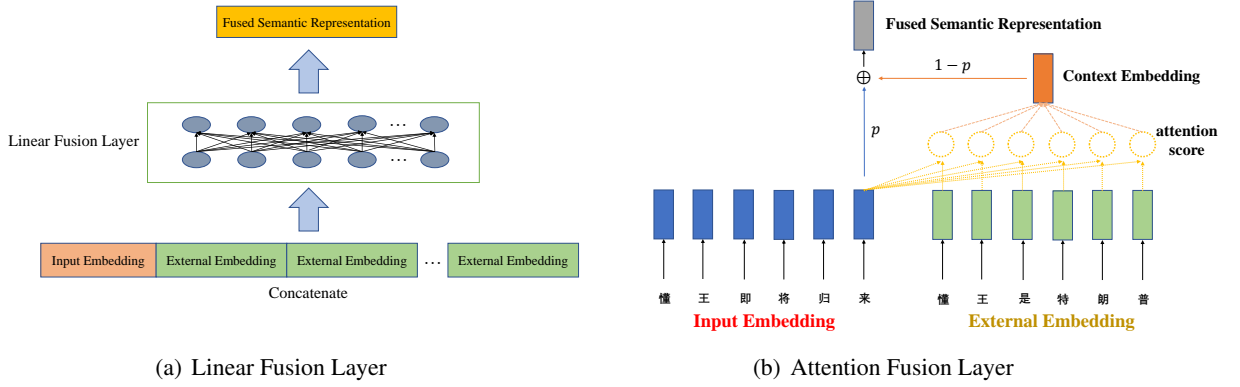 Fused Semantic Representation
Linear Fusion Layer
…
…
Input Embedding External Embedding External Embedding … External Embedding
Concatenate
(a) Linear Fusion Layer
Fused Semantic Representation
1 − p
⊕
Context Embedding
p
attention
score
懂 王 即 将 归 来
懂 王 是 特 朗 普
Input Embedding
External Embedding
(b) Attention Fusion Layer